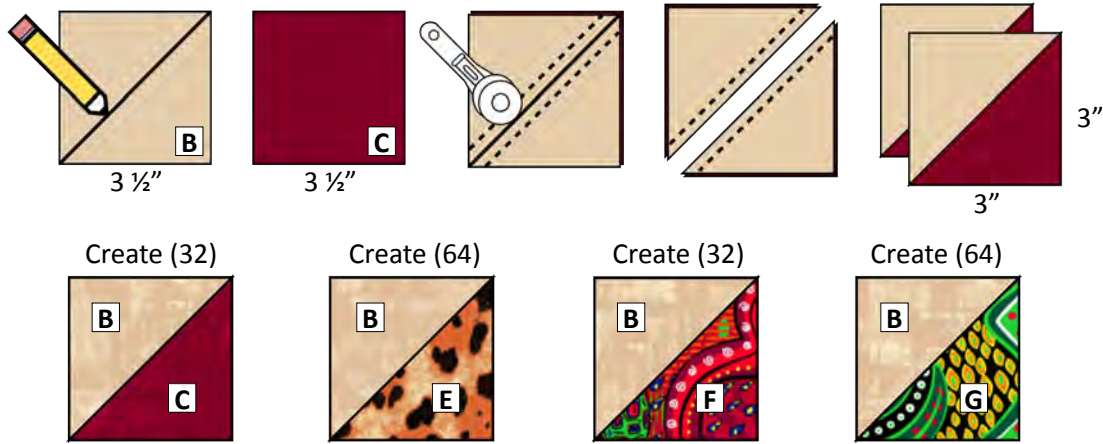 B C
3 ½” 3 ½” 3”
3”
Create (32) Create (64) Create (32) Create (64)
B B B B
C E F G